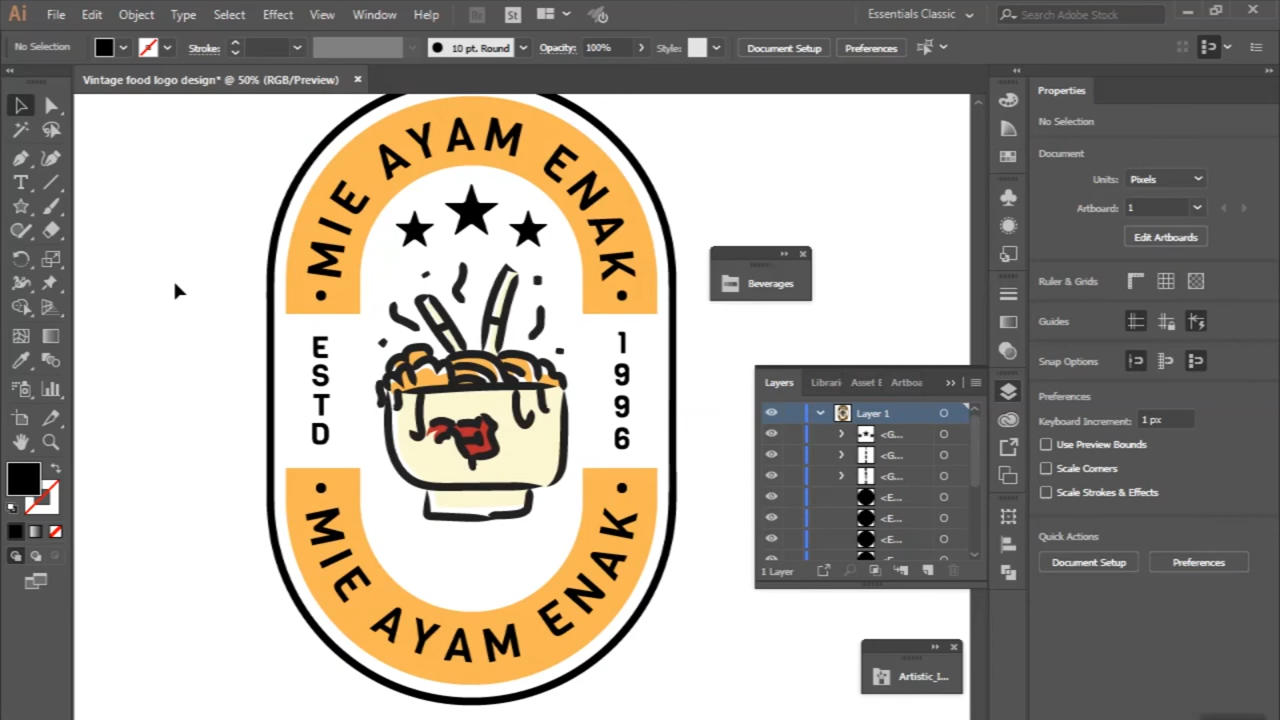 Ai File Edit Object Type Select Effect View Window Help Br St Essentials Classic Search Adobe Stock
No Selection Stroke: 10 pt. Round Opacity: 100% Style: Document Setup Preferences
Vintage food logo design* @ 50% (RGB/Preview)
MIE AYAM ENAK
ESTD
1996
MIE AYAM ENAK
Beverages
Layers Librari Asset E Artboa
Layer 1
<G...
<G...
<G...
<E...
<E...
<E...
1 Layer
Artistic_I...
Properties
No Selection
Document
Units: Pixels
Artboard: 1
Edit Artboards
Ruler & Grids
Guides
Snap Options
Preferences
Keyboard Increment: 1 px
Use Preview Bounds
Scale Corners
Scale Strokes & Effects
Quick Actions
Document Setup Preferences